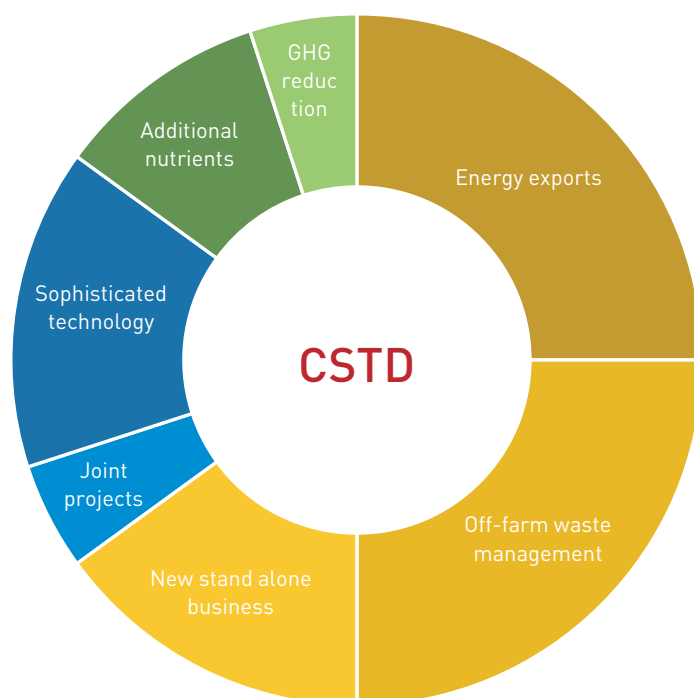 GHG
reduc
tion
Additional
nutrients
Energy exports
Sophisticated
technology
CSTD
Joint
projects
Off-farm waste
management
New stand alone
business